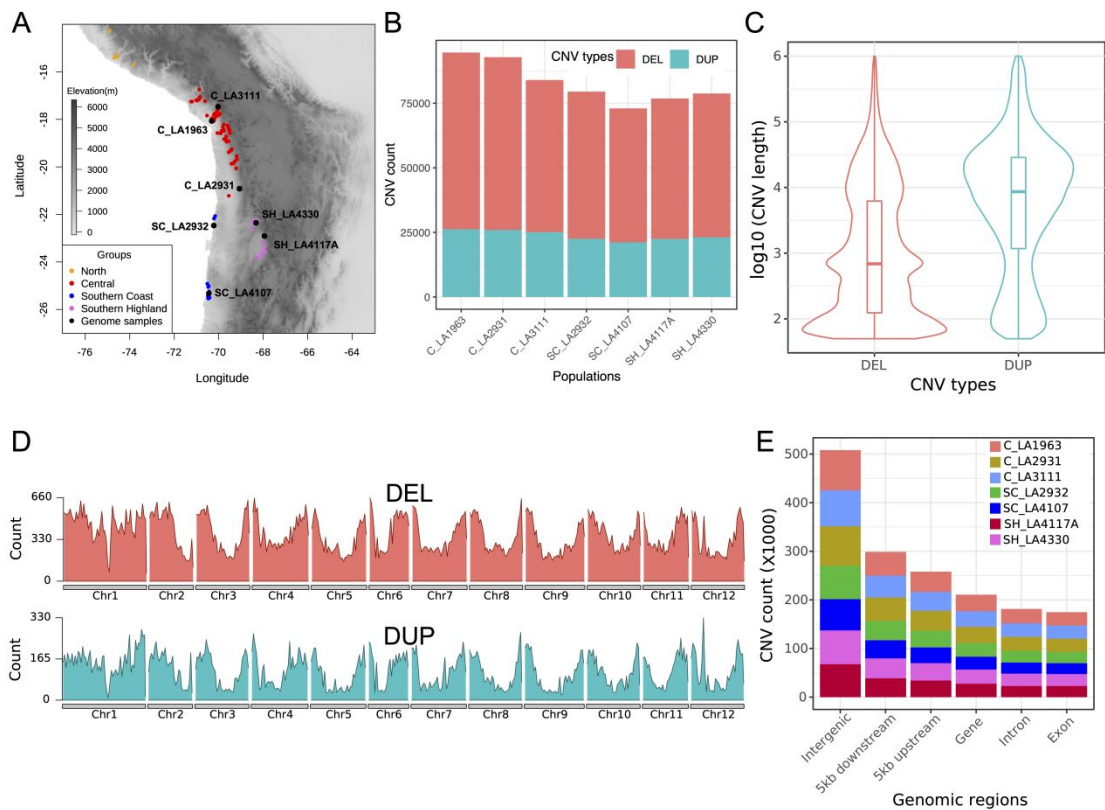 A
Elevation(m)
6000
5000
4000
3000
2000
1000
0
C_LA3111
C_LA1963
C_LA2931
SH_LA4330
SC_LA2932
SH_LA4117A
SC_LA4107
Groups
North
Central
Southern Coast
Southern Highland
Genome samples
Latitude
-16
-18
-20
-22
-24
-26
-76 -74 -72 -70 -68 -66 -64
Longitude
B
CNV types DEL DUP
CNV count
75000
50000
25000
0
C_LA1963
C_LA2931
C_LA3111
SC_LA2932
SC_LA4107
SH_LA4117A
SH_LA4330
Populations
C
log10 (CNV length)
6
5
4
3
2
DEL DUP
CNV types
D
DEL
Count
660
330
0
Chr1 Chr2 Chr3 Chr4 Chr5 Chr6 Chr7 Chr8 Chr9 Chr10 Chr11 Chr12
DUP
Count
330
165
0
Chr1 Chr2 Chr3 Chr4 Chr5 Chr6 Chr7 Chr8 Chr9 Chr10 Chr11 Chr12
E
CNV count (x1000)
500
400
300
200
100
0
C_LA1963
C_LA2931
C_LA3111
SC_LA2932
SC_LA4107
SH_LA4117A
SH_LA4330
Intergenic
5kb downstream
5kb upstream
Gene
Intron
Exon
Genomic regions